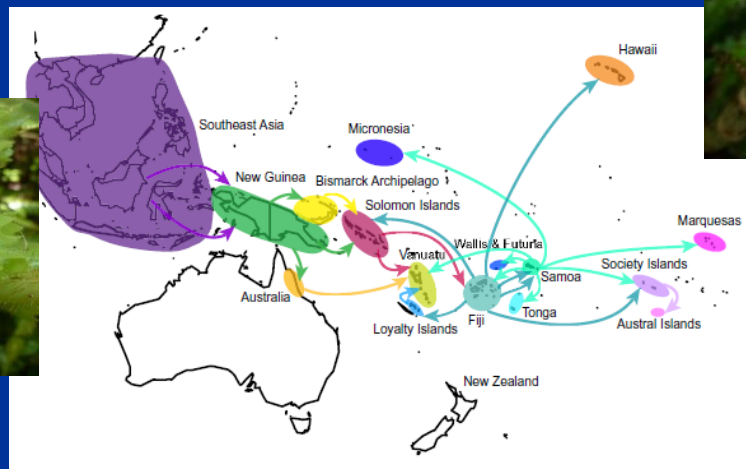 Hawaii
Southeast Asia
Micronesia
New Guinea
Bismarck Archipelago
Solomon Islands
Marquesas
Vanuatu
Wallis & Futuna
Society Islands
Samoa
Australia
Tonga
Fiji
Loyalty Islands
Austral Islands
New Zealand